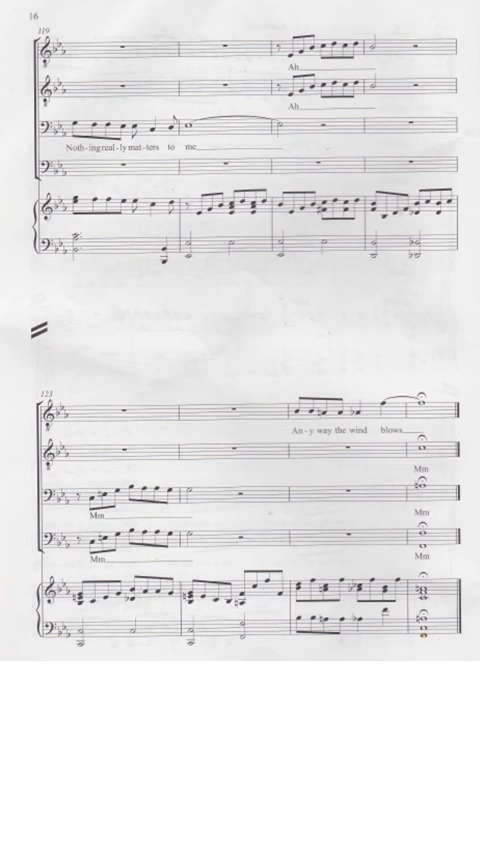 16
119
Ah
Ah
Noth-ing real-ly mat-ters to me
123
An-y way the wind blows
Mm
Mm
Mm
Mm
Mm